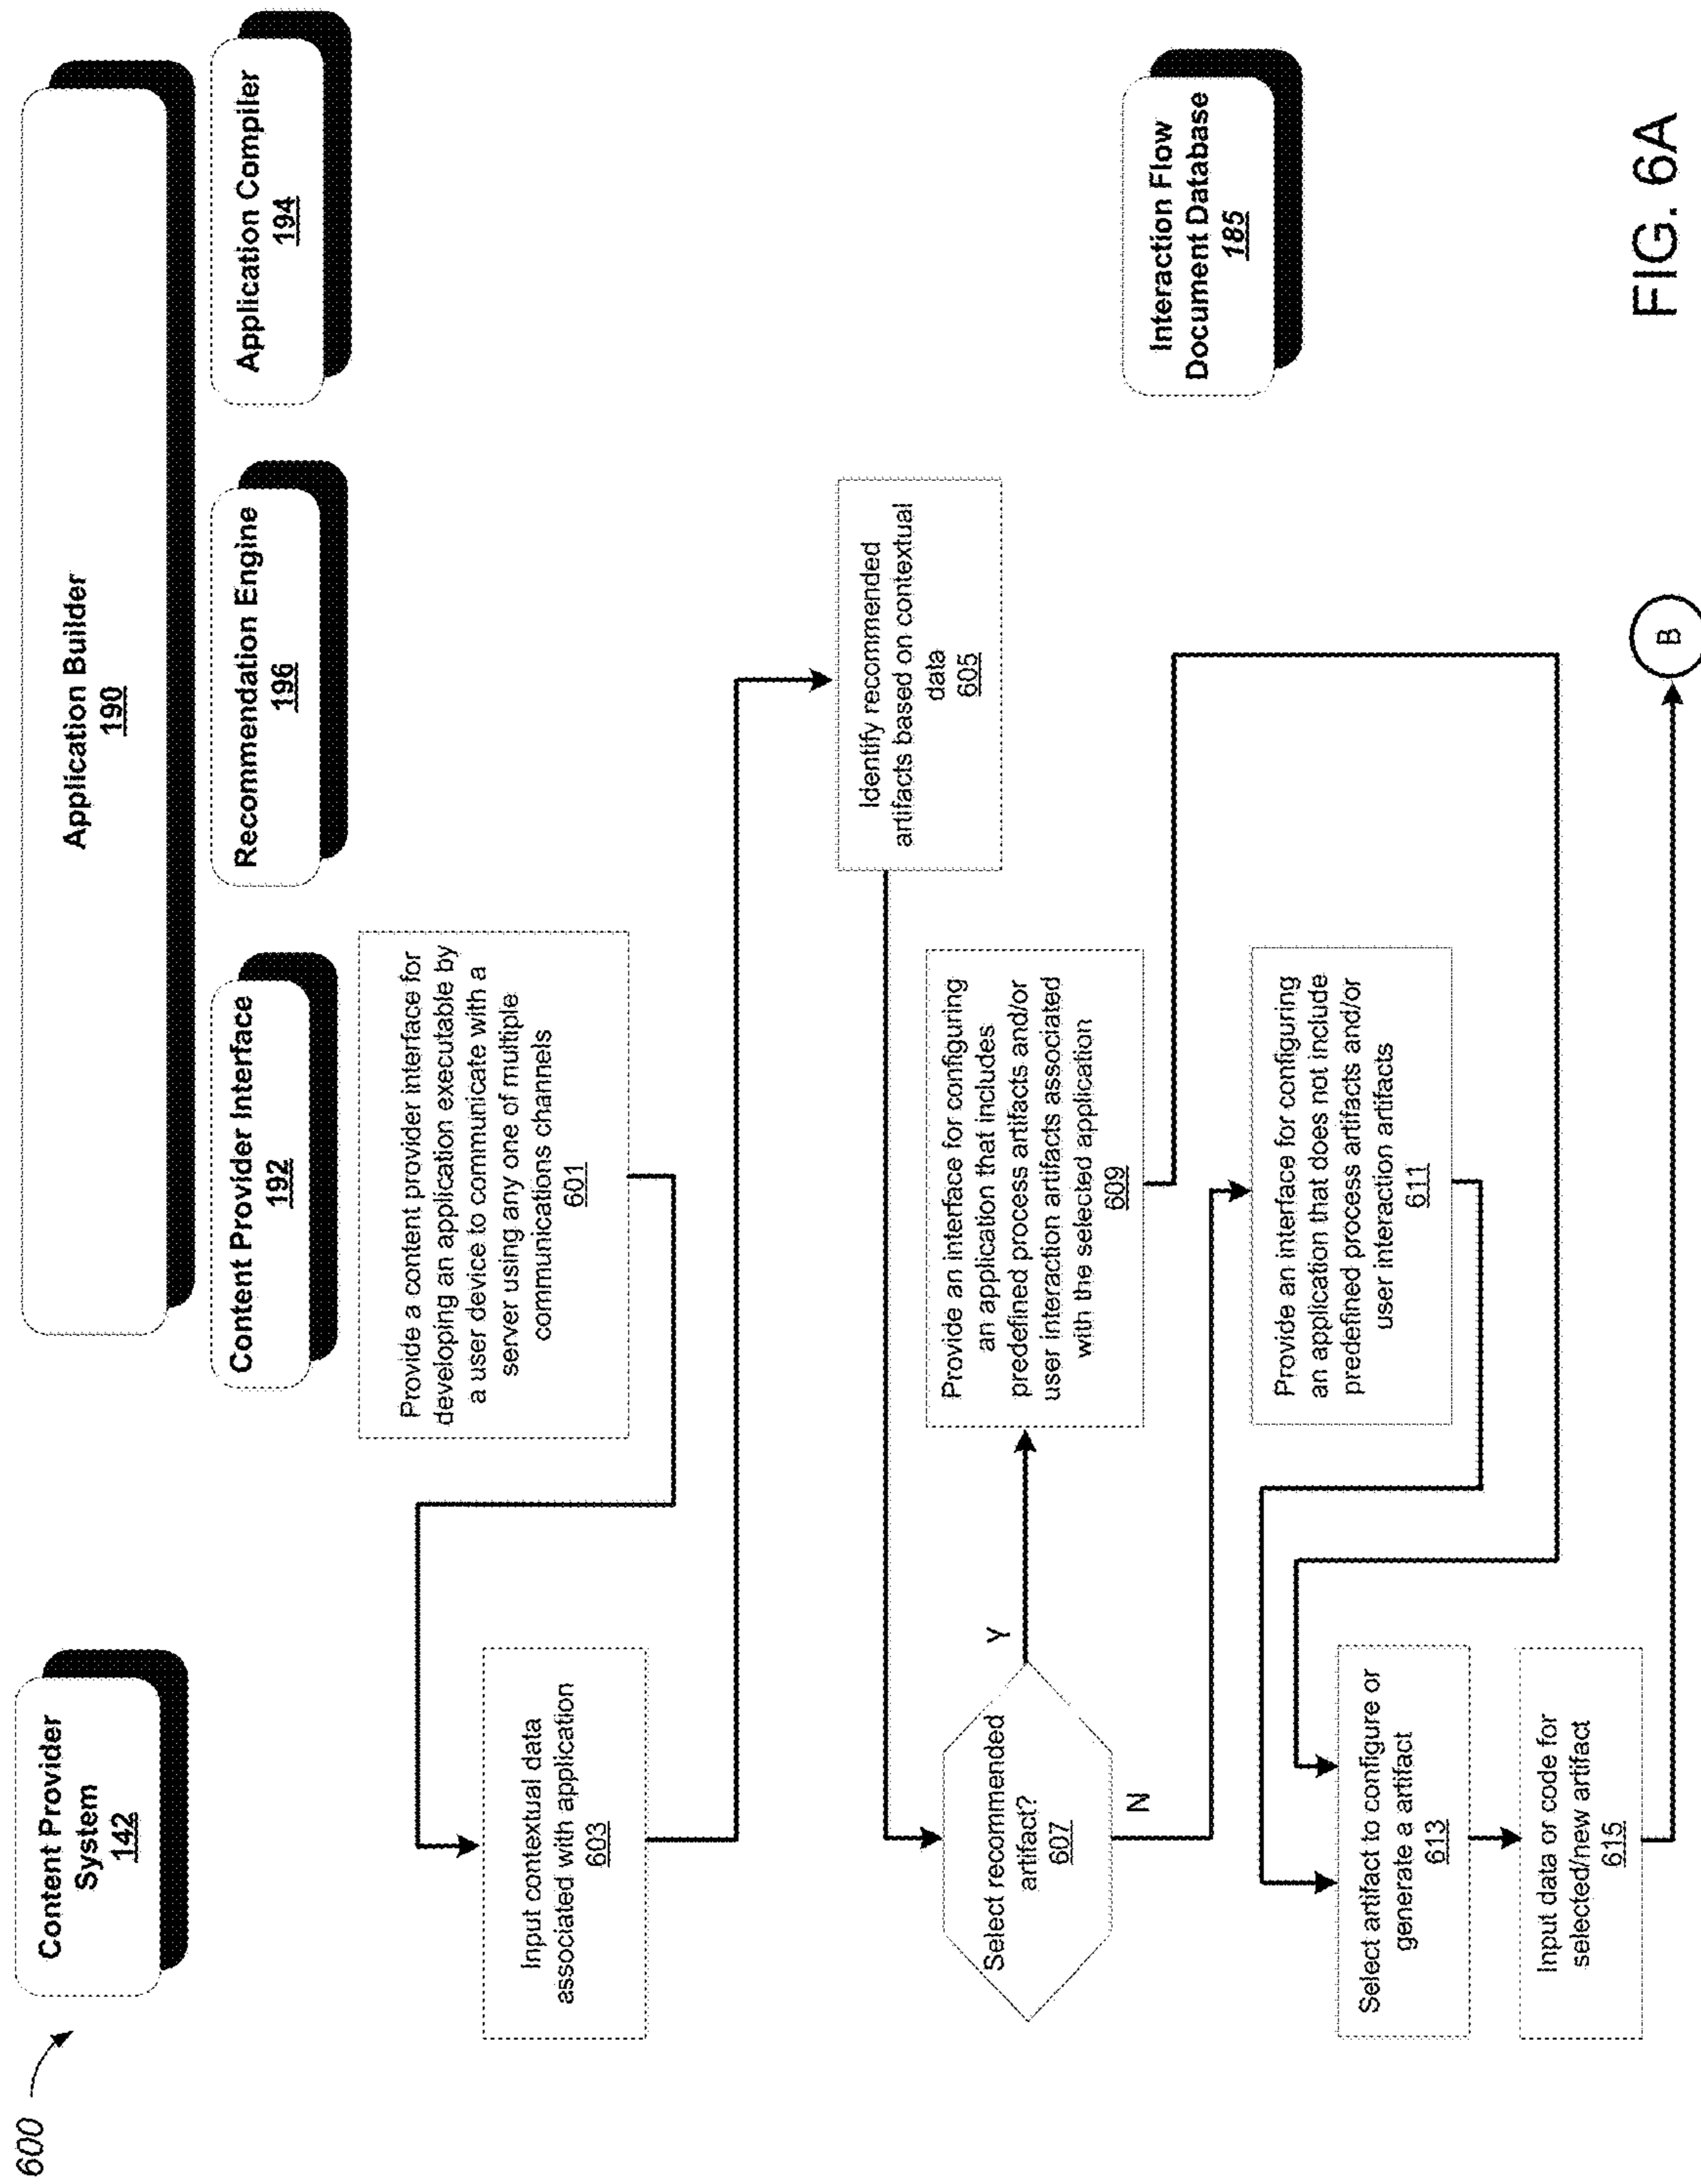 600
Content Provider
System
142
Application Builder
190
Content Provider Interface
192
Recommendation Engine
196
Application Compiler
194
Provide a content provider interface for
developing an application executable by
a user device to communicate with a
server using any one of multiple
communications channels
601
Input contextual data
associated with application
603
Identify recommended
artifacts based on contextual
data
605
Select recommended
artifact?
607
Y
N
Provide an interface for configuring
an application that includes
predefined process artifacts and/or
user interaction artifacts associated
with the selected application
609
Provide an interface for configuring
an application that does not include
predefined process artifacts and/or
user interaction artifacts
611
Interaction Flow
Document Database
185
Select artifact to configure or
generate a artifact
613
Input data or code for
selected/new artifact
615
B
FIG. 6A